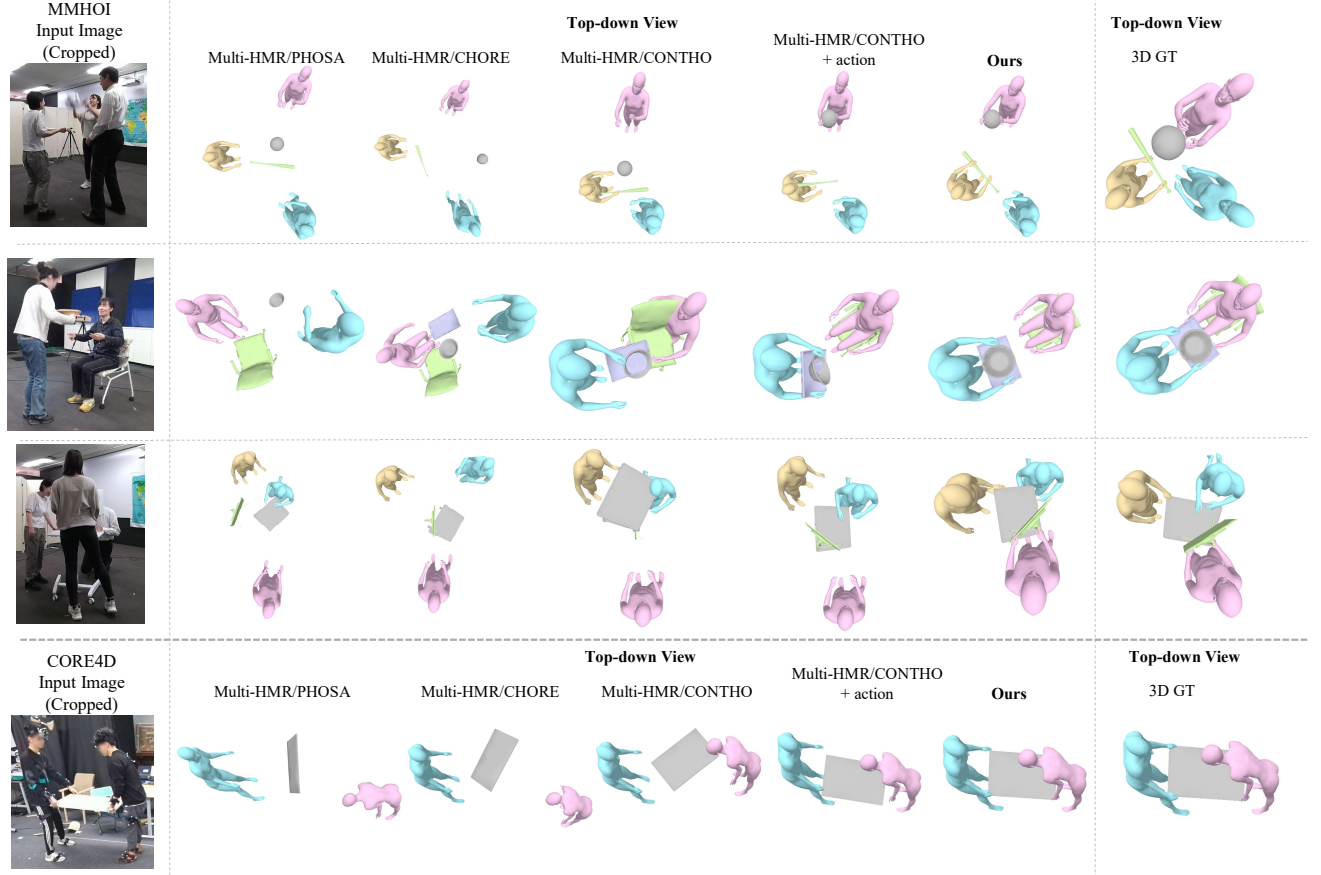 MMHOI
Input Image
(Cropped)
Top-down View
Multi-HMR/PHOSA
Multi-HMR/CHORE
Multi-HMR/CONTHO
Multi-HMR/CONTHO
+ action
Ours
Top-down View
3D GT
CORE4D
Input Image
(Cropped)
Top-down View
Multi-HMR/PHOSA
Multi-HMR/CHORE
Multi-HMR/CONTHO
Multi-HMR/CONTHO
+ action
Ours
Top-down View
3D GT